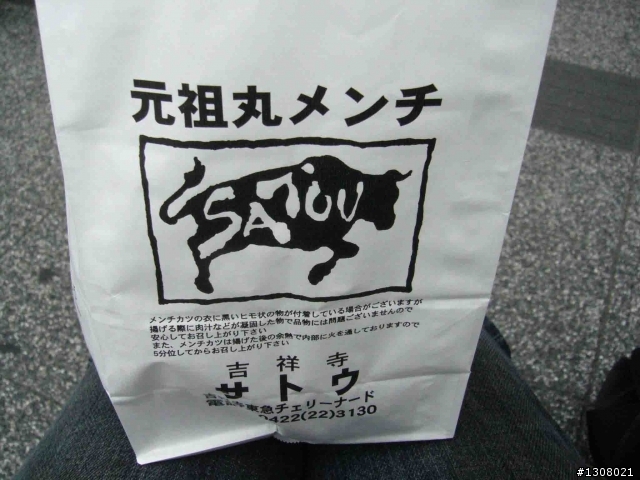 元祖丸メンチ
SATOU
メンチカツの衣に黒いヒモ状の物が付着している場合がございますが
揚げる際に肉汁などが凝固した物で品物には問題ございませんので
安心してお召し上がり下さい
また、メンチカツは揚げた後の余熱で内部に火を通しておりますので
5分位してからお召し上がり下さい
吉祥寺
サトウ
東急チェリーナード
0422(22)3130
#1308021